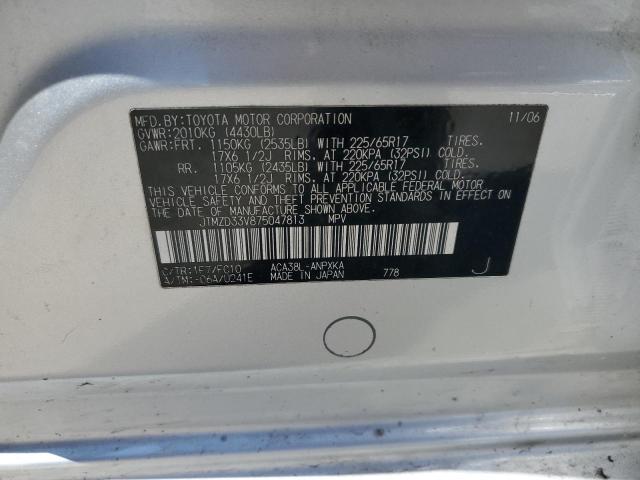 MFD.BY:TOYOTA MOTOR CORPORATION 11/06
GVWR:2010KG (4430LB)
GAWR:FRT. 1150KG (2535LB) WITH 225/65R17 TIRES.
17X6 1/2J RIMS. AT 220KPA (32PSI) COLD.
RR. 1105KG (2435LB) WITH 225/65R17 TIRES.
17X6 1/2J RIMS. AT 220KPA (32PSI) COLD.
THIS VEHICLE CONFORMS TO ALL APPLICABLE FEDERAL MOTOR
VEHICLE SAFETY AND THEFT PREVENTION STANDARDS IN EFFECT ON
THE DATE OF MANUFACTURE SHOWN ABOVE.
JTMZD33V875047813 MPV
C/TR:1F7/FC10 ACA38L-ANPXKA
A/TM:-06A/U241E MADE IN JAPAN 778 J